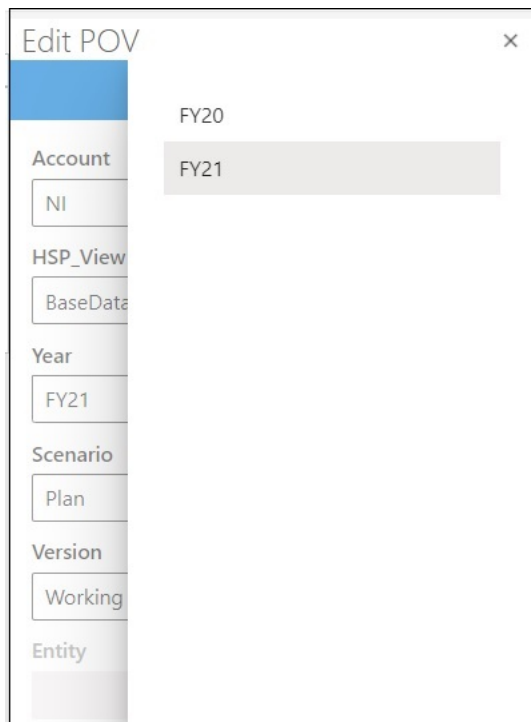 Edit POV
FY20
FY21
Account
NI
HSP_View
BaseData
Year
FY21
Scenario
Plan
Version
Working
Entity